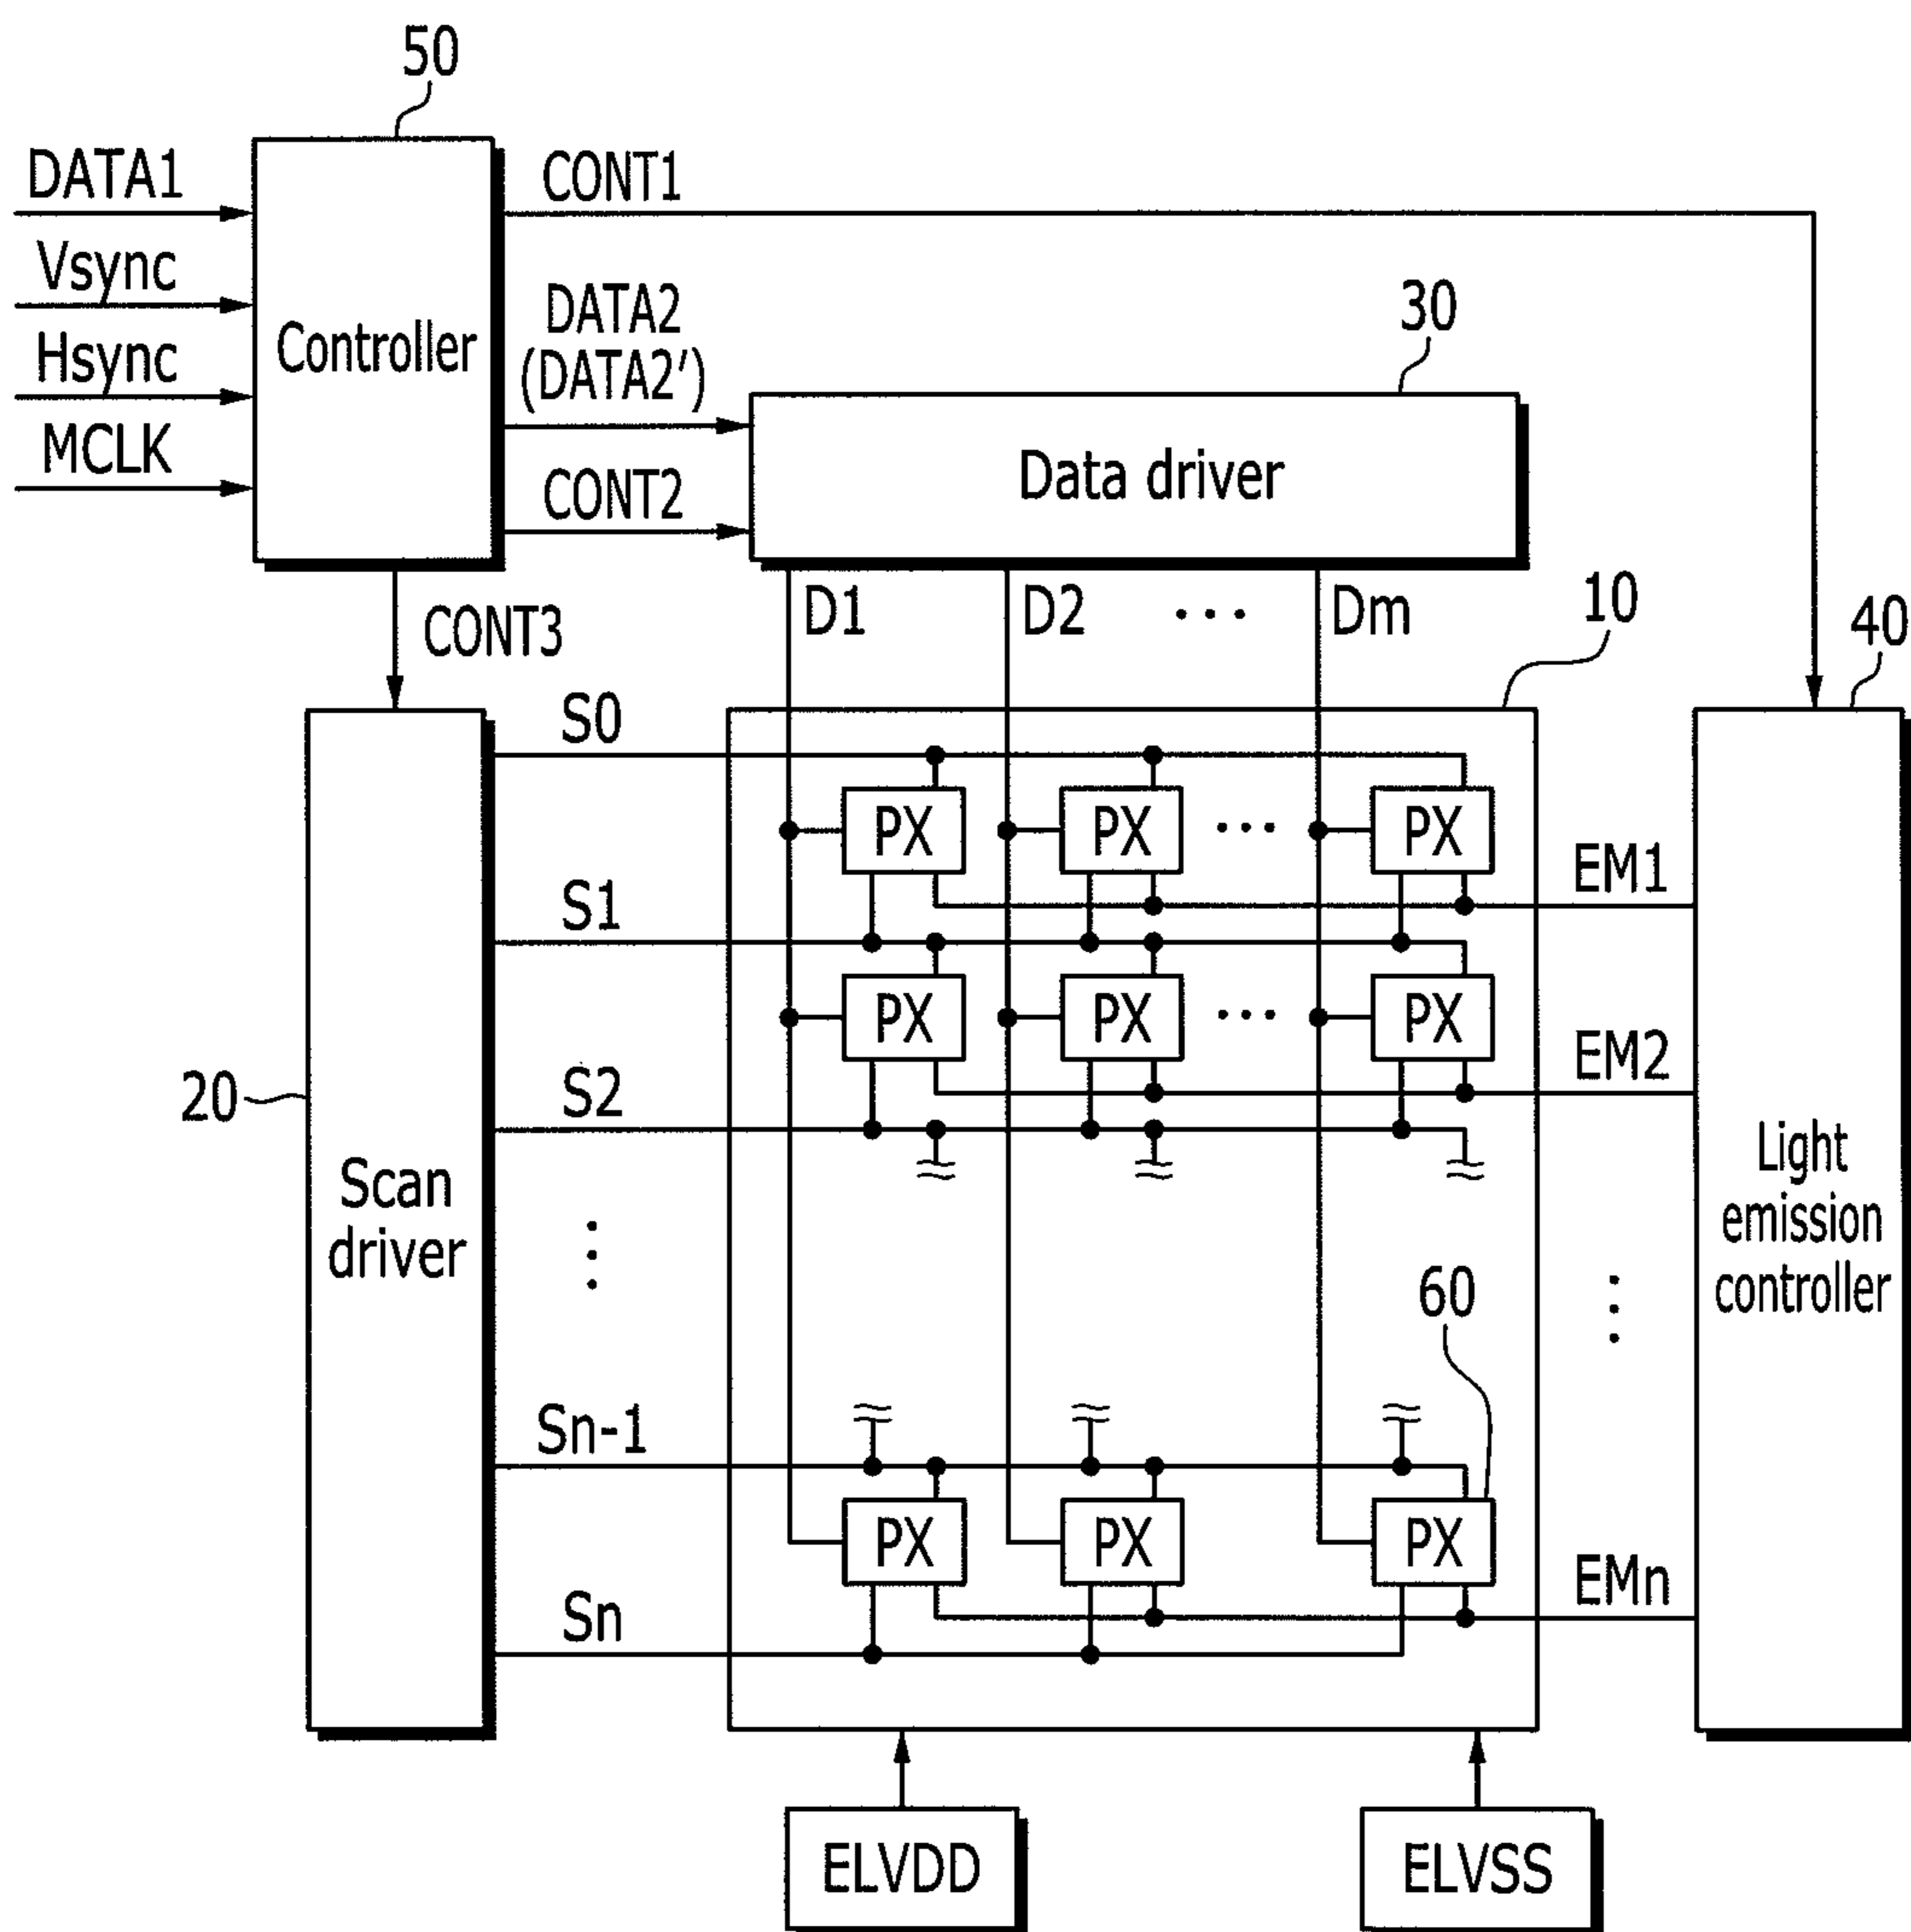 50
DATA1
Vsync
Hsync
MCLK
Controller
CONT1
DATA2
(DATA2')
CONT2
30
Data driver
CONT3
D1
D2
...
Dm
10
40
S0
PX
PX
...
PX
EM1
S1
PX
PX
...
PX
EM2
S2
20
Scan
driver
Light
emission
controller
60
Sn-1
PX
PX
PX
EMn
Sn
ELVDD
ELVSS